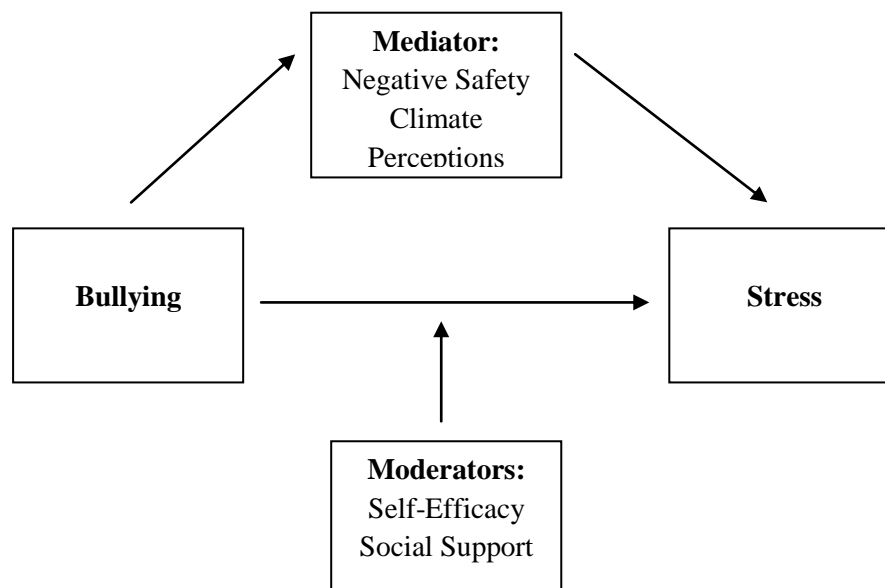 Mediator:
Negative Safety
Climate
Perceptions
Bullying
Stress
Moderators:
Self-Efficacy
Social Support